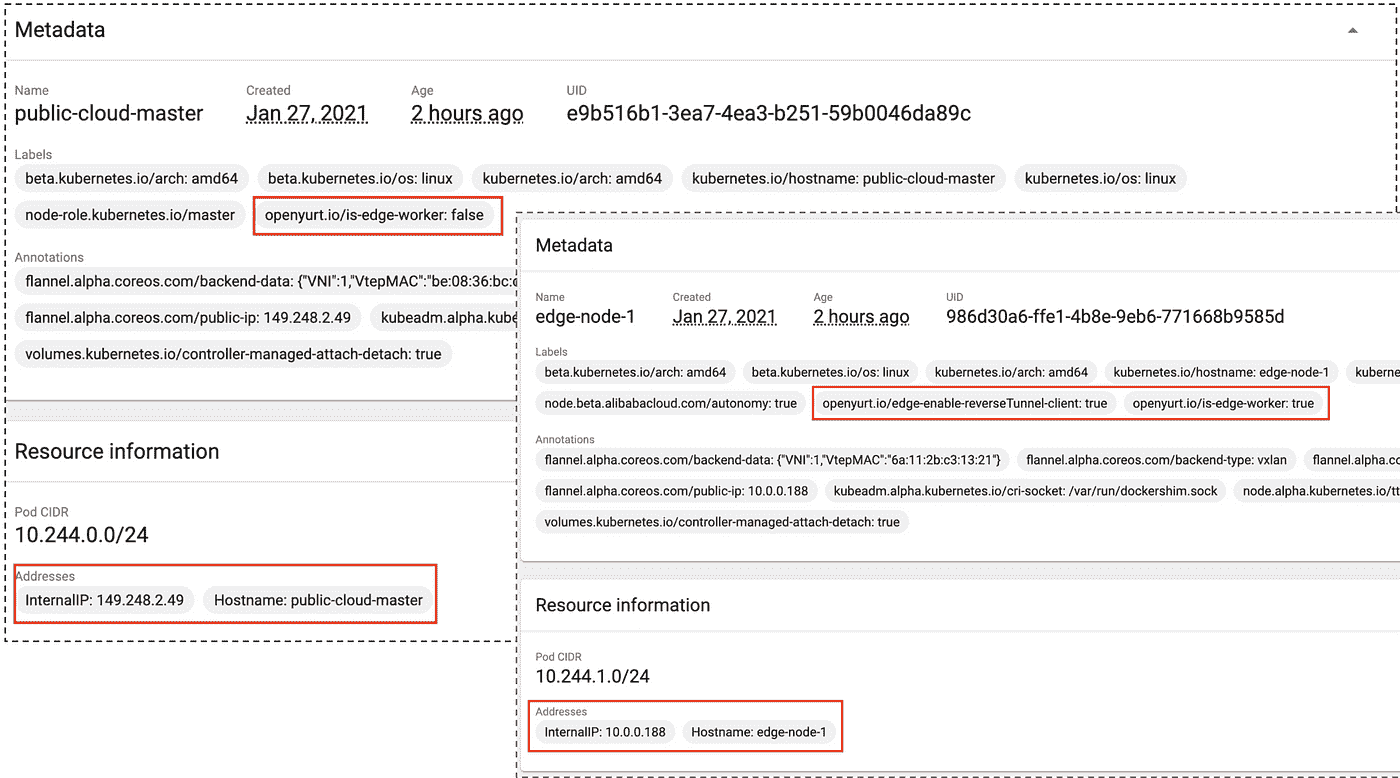 Metadata
Name Created Age UID
public-cloud-master Jan 27, 2021 2 hours ago e9b516b1-3ea7-4ea3-b251-59b0046da89c
Labels
beta.kubernetes.io/arch: amd64 beta.kubernetes.io/os: linux kubernetes.io/arch: amd64 kubernetes.io/hostname: public-cloud-master kubernetes.io/os: linux
node-role.kubernetes.io/master openyurt.io/is-edge-worker: false
Annotations
flannel.alpha.coreos.com/backend-data: {"VNI":1,"VtepMAC":"be:08:36:bc:
flannel.alpha.coreos.com/public-ip: 149.248.2.49 kubeadm.alpha.kube
volumes.kubernetes.io/controller-managed-attach-detach: true
Resource information
Pod CIDR
10.244.0.0/24
Addresses
InternalIP: 149.248.2.49 Hostname: public-cloud-master
Metadata
Name Created Age UID
edge-node-1 Jan 27, 2021 2 hours ago 986d30a6-ffe1-4b8e-9eb6-771668b9585d
Labels
beta.kubernetes.io/arch: amd64 beta.kubernetes.io/os: linux kubernetes.io/arch: amd64 kubernetes.io/hostname: edge-node-1 kuberne
node.beta.alibabacloud.com/autonomy: true openyurt.io/edge-enable-reverseTunnel-client: true openyurt.io/is-edge-worker: true
Annotations
flannel.alpha.coreos.com/backend-data: {"VNI":1,"VtepMAC":"6a:11:2b:c3:13:21"} flannel.alpha.coreos.com/backend-type: vxlan flannel.alpha.co
flannel.alpha.coreos.com/public-ip: 10.0.0.188 kubeadm.alpha.kubernetes.io/cri-socket: /var/run/dockershim.sock node.alpha.kubernetes.io/tt
volumes.kubernetes.io/controller-managed-attach-detach: true
Resource information
Pod CIDR
10.244.1.0/24
Addresses
InternalIP: 10.0.0.188 Hostname: edge-node-1